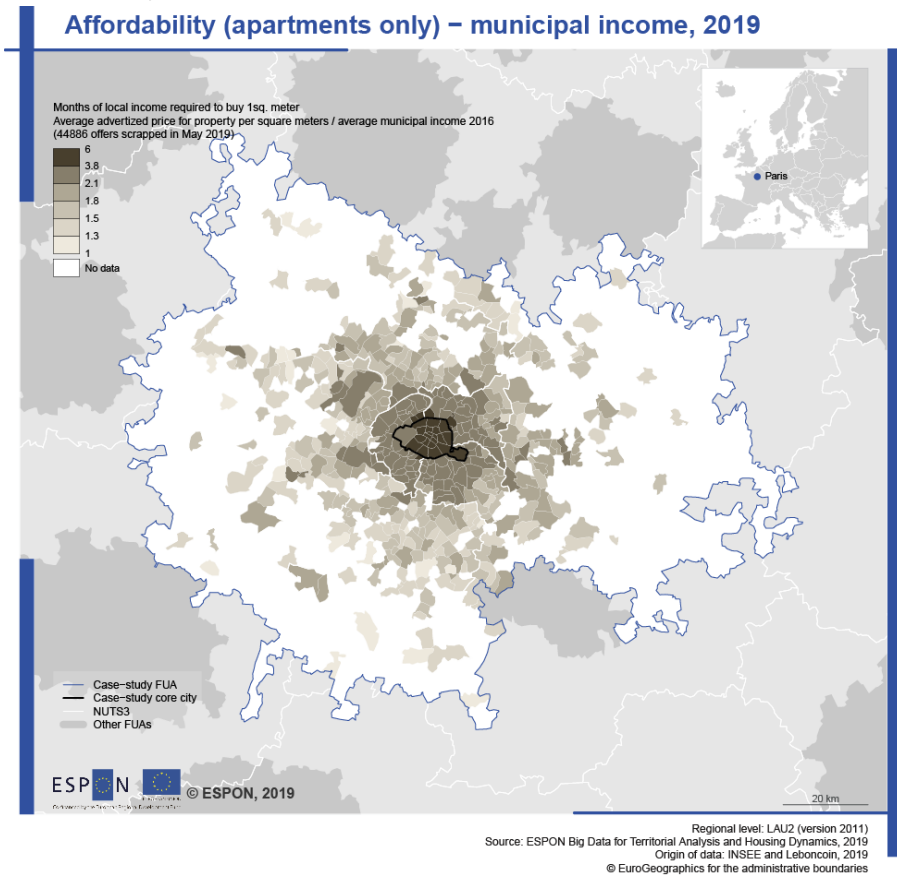 Affordability (apartments only) − municipal income, 2019
Months of local income required to buy 1sq. meter
Average advertized price for property per square meters / average municipal income 2016
(44886 offers scrapped in May 2019)
6
3.8
2.1
1.8
1.5
1.3
1
No data
Paris
Case−study FUA
Case−study core city
NUTS3
Other FUAs
ESPON
© ESPON, 2019
20 km
Regional level: LAU2 (version 2011)
Source: ESPON Big Data for Territorial Analysis and Housing Dynamics, 2019
Origin of data: INSEE and Leboncoin, 2019
© EuroGeographics for the administrative boundaries